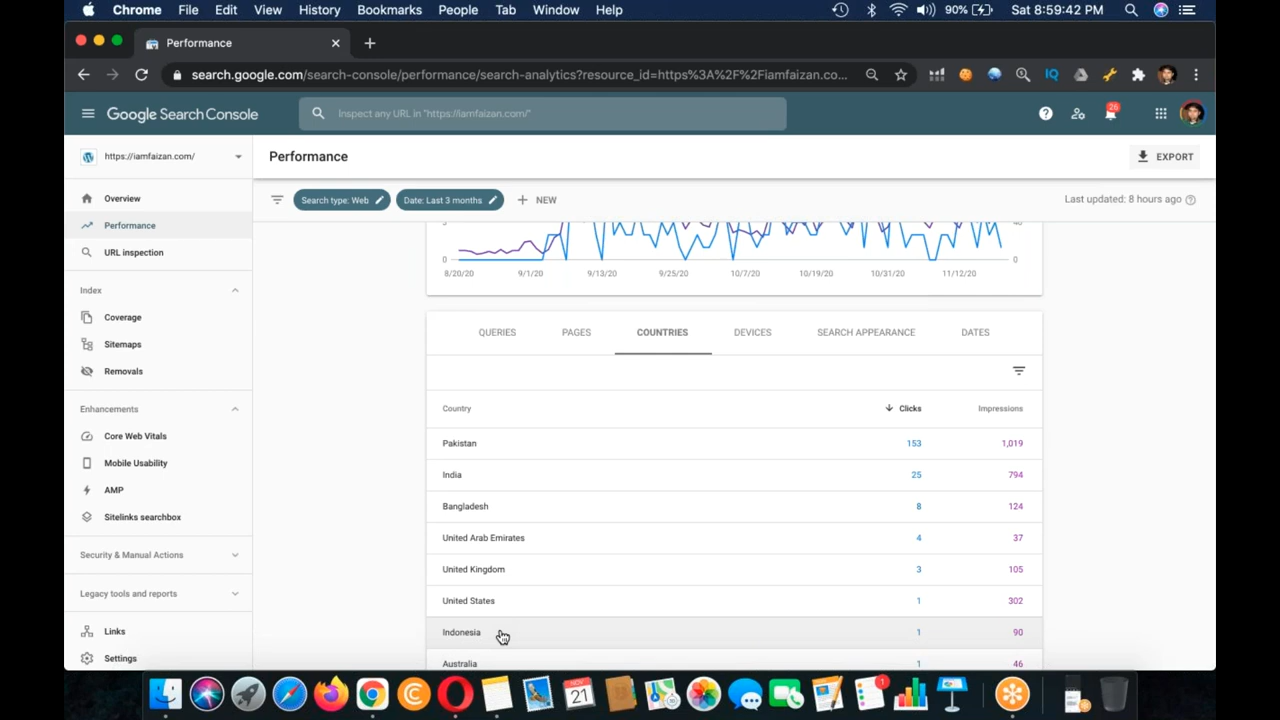 Chrome File Edit View History Bookmarks People Tab Window Help 90% Sat 8:59:42 PM
Performance
search.google.com/search-console/performance/search-analytics?resource_id=https%3A%2F%2Fiamfaizan.co... IQ
Google Search Console Inspect any URL in "https://iamfaizan.com/" 26
https://iamfaizan.com/ Performance EXPORT
Overview Search type: Web Date: Last 3 months NEW Last updated: 8 hours ago
Performance
URL inspection
Index
Coverage
Sitemaps
Removals
Enhancements
Core Web Vitals
Mobile Usability
AMP
Sitelinks searchbox
Security & Manual Actions
Legacy tools and reports
Links
Settings
0 0
8/20/20 9/1/20 9/13/20 9/25/20 10/7/20 10/19/20 10/31/20 11/12/20
QUERIES PAGES COUNTRIES DEVICES SEARCH APPEARANCE DATES
Country Clicks Impressions
Pakistan 153 1,019
India 25 794
Bangladesh 8 124
United Arab Emirates 4 37
United Kingdom 3 105
United States 1 302
Indonesia 1 90
Australia 1 46
NOV 21 1